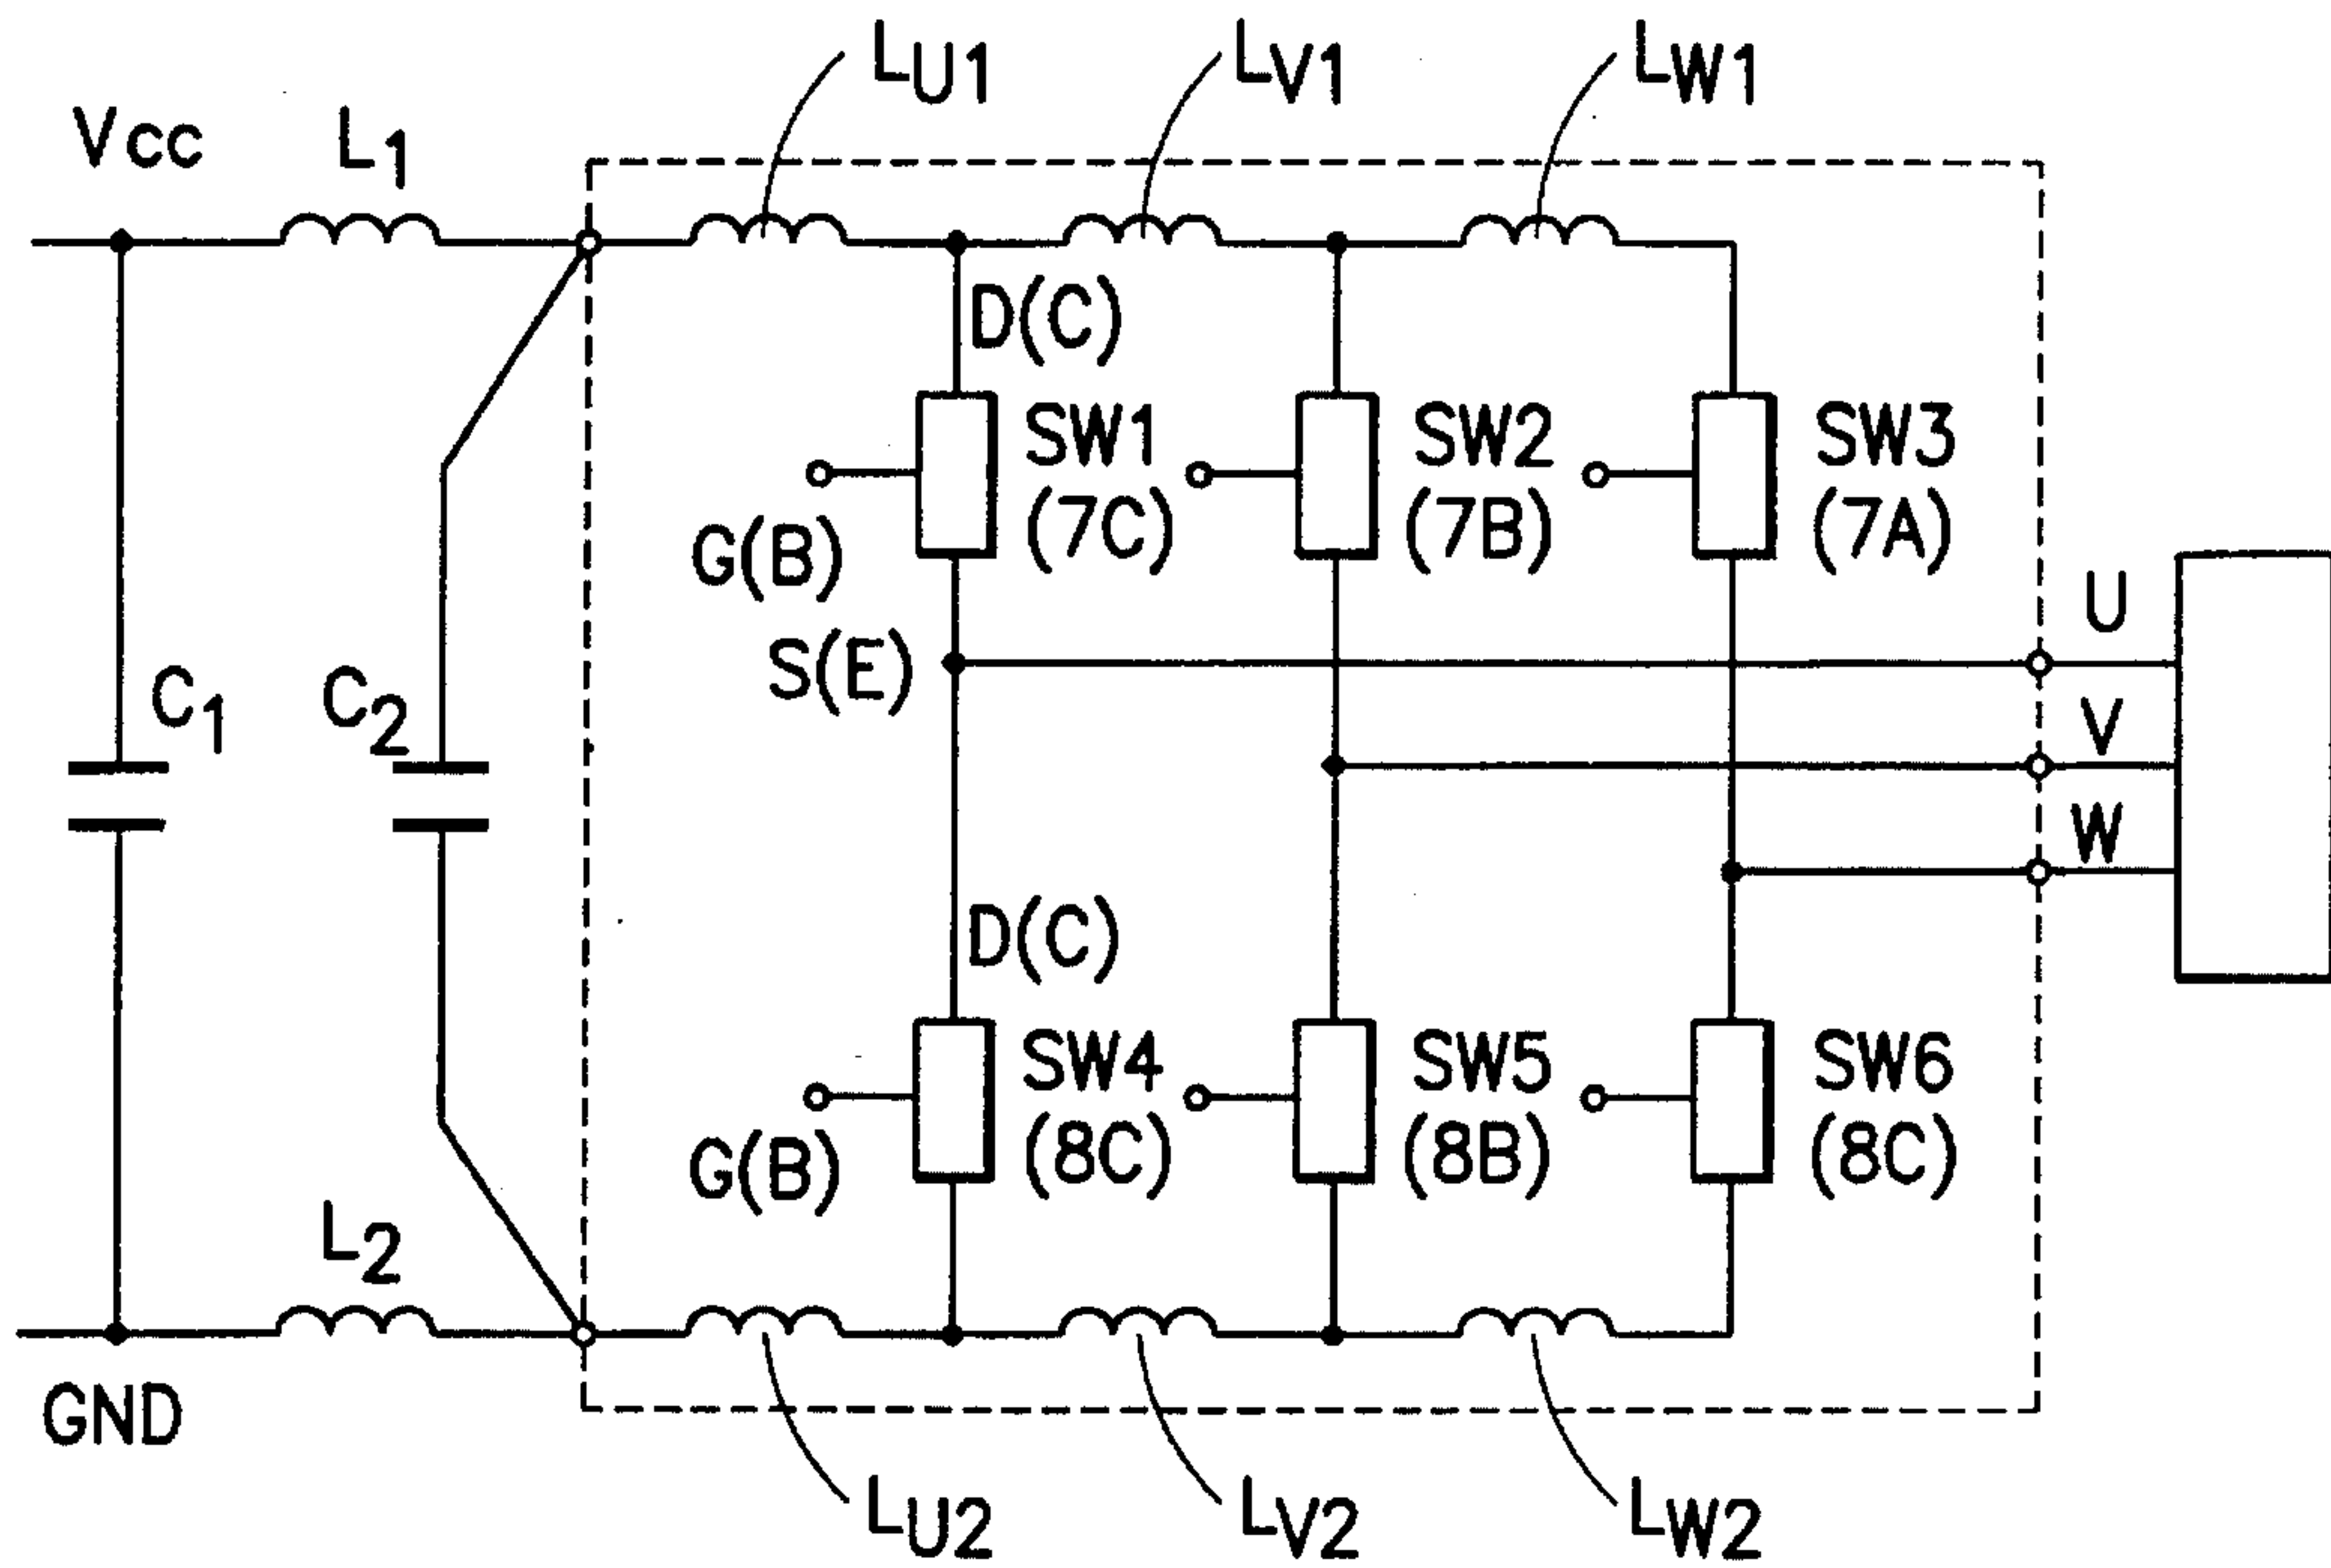 LU1
LV1
LW1
Vcc
L1
D(C)
SW1
(7C)
SW2
(7B)
SW3
(7A)
G(B)
S(E)
U
V
W
C1
C2
D(C)
SW4
(8C)
SW5
(8B)
SW6
(8C)
G(B)
L2
GND
LU2
LV2
LW2